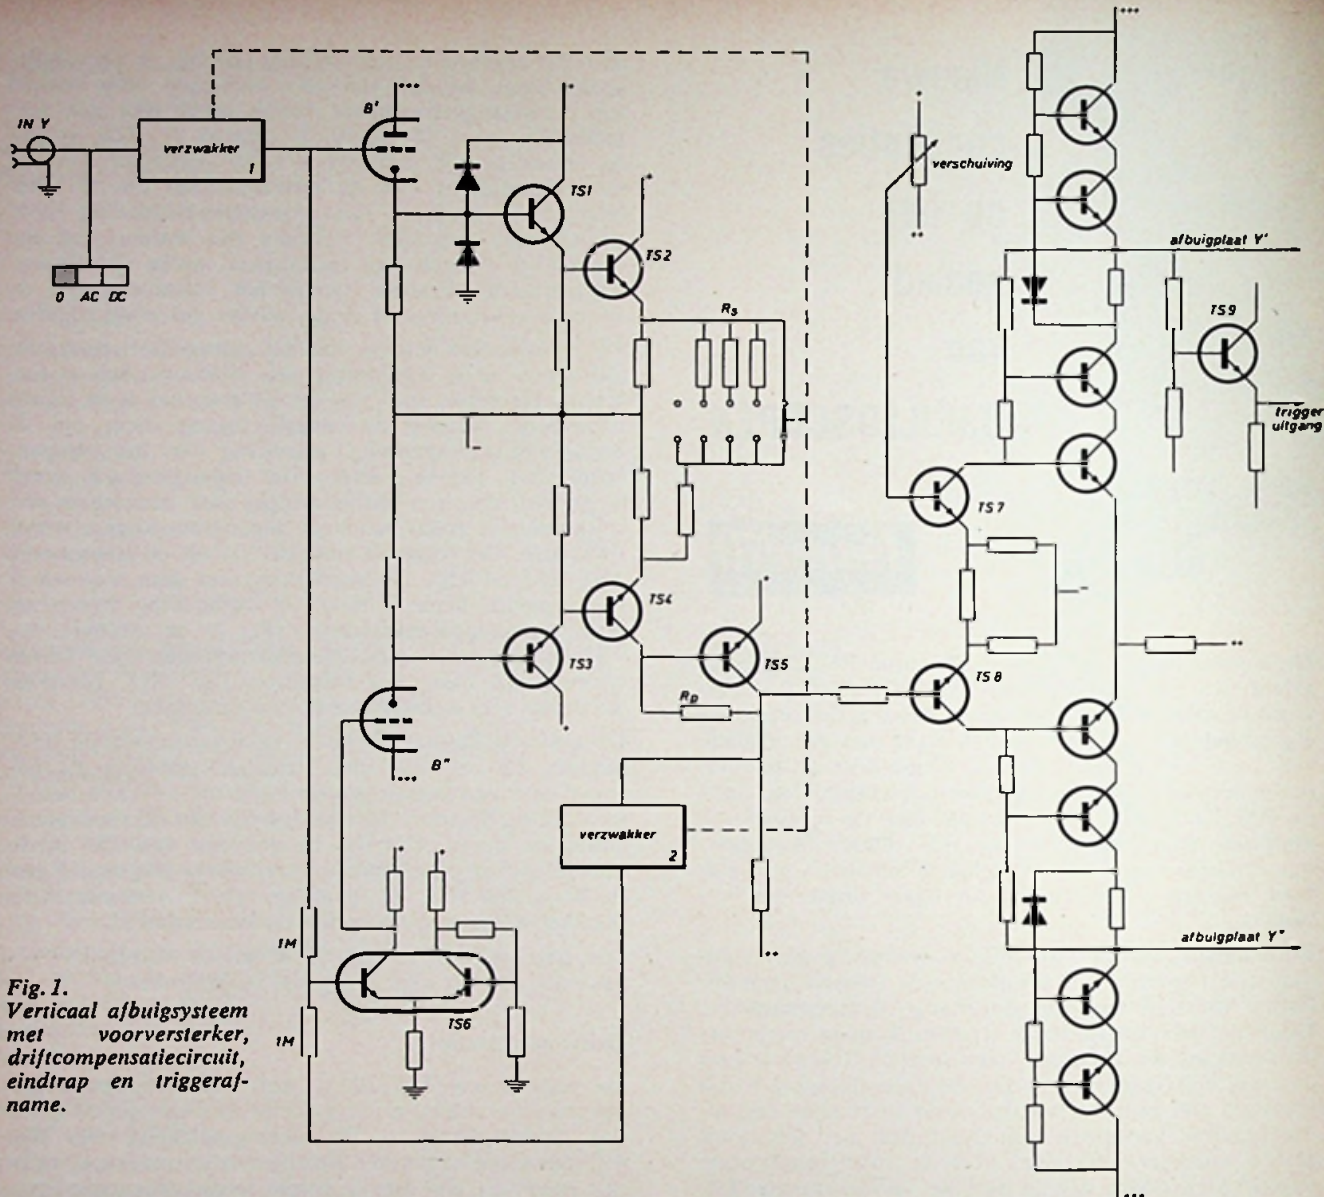 +++
IN Y
verzwakker
1
O AC DC
B'
+++
+
TS1
+
TS2
Rs
-
+
verschuiving
++
afbuigplaat Y'
TS9
trigger
uitgang
TS7
-
++
TS8
TS3
+
TS4
+
TS5
Rp
B"
+++
verzwakker
2
++
+
+
1M
1M
TS6
afbuigplaat Y"
+++
Fig. 1.
Verticaal afbuigsysteem
met voorversterker,
driftcompensatiecircuit,
eindtrap en triggeraf-
name.